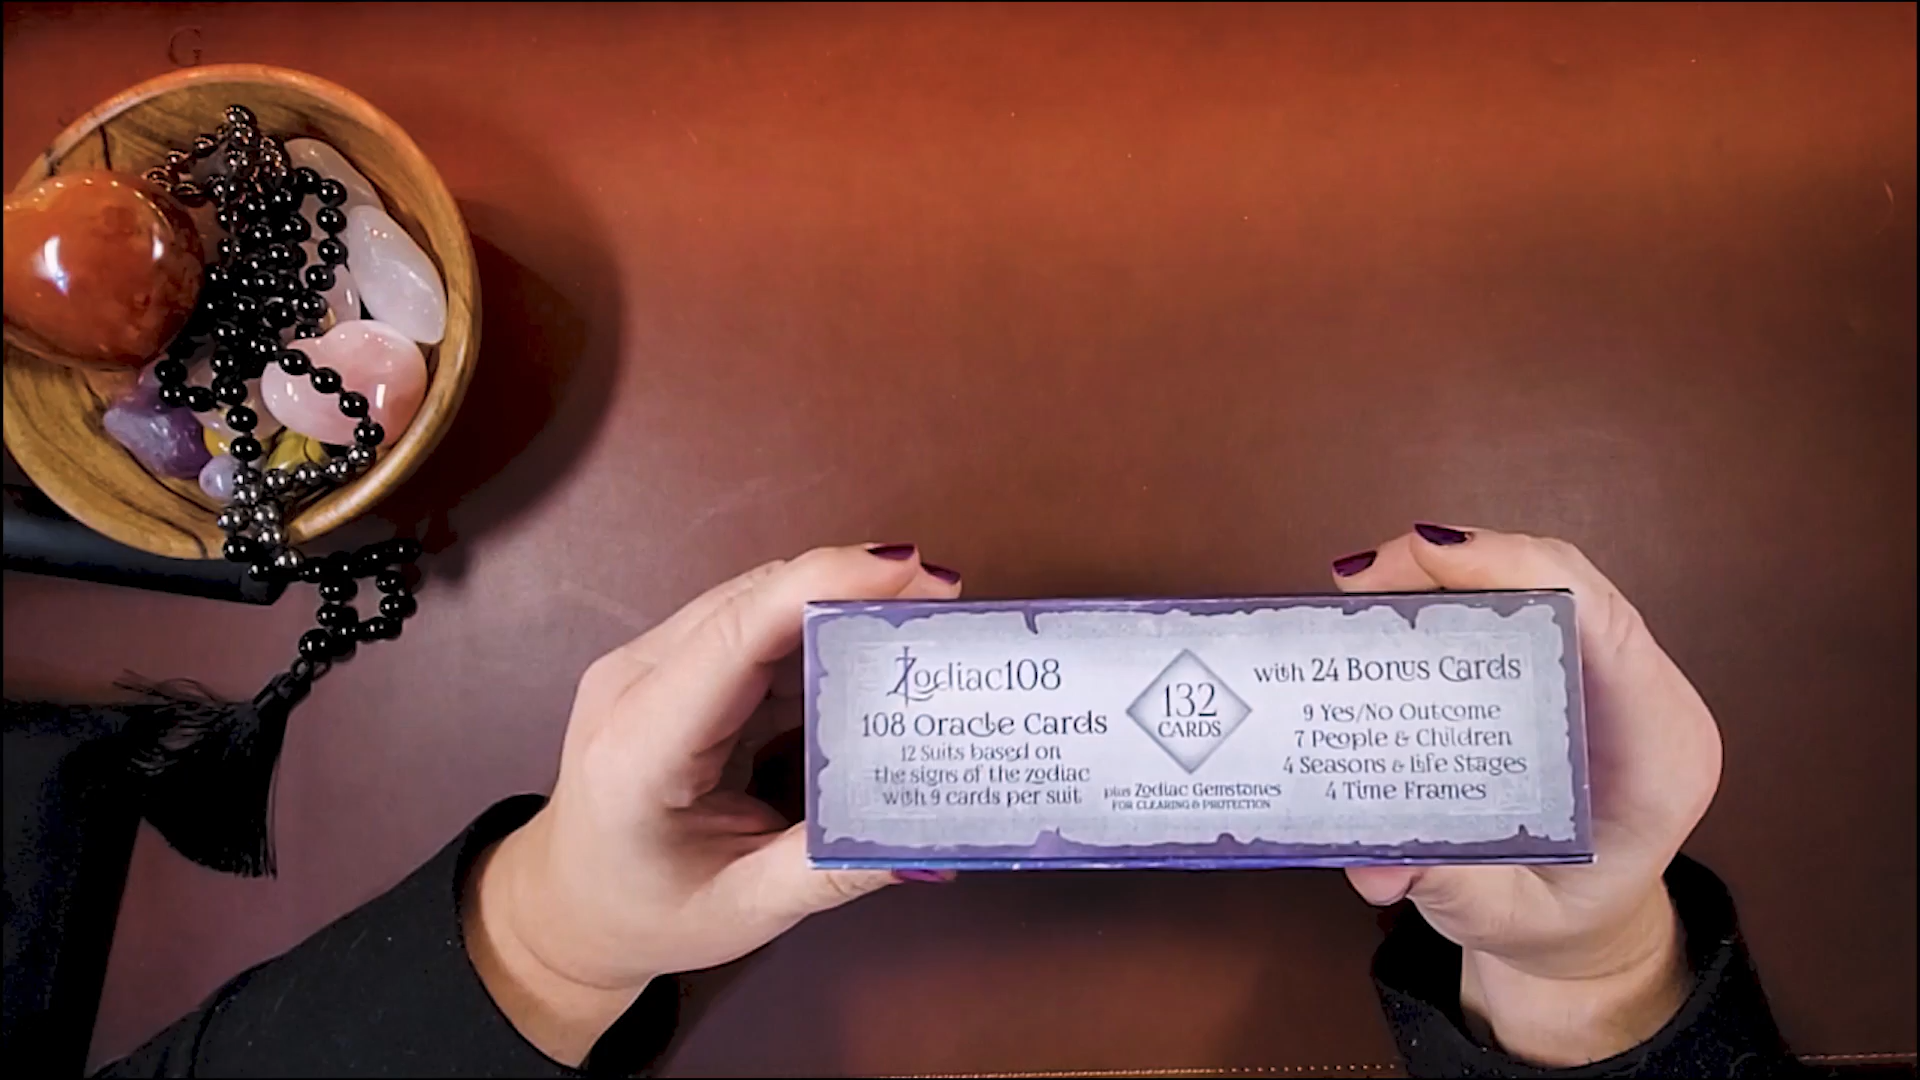 G
Zodiac108
108 Oracle Cards
12 Suits based on
the signs of the zodiac
with 9 cards per suit
132
CARDS
plus Zodiac Gemstones
FOR CLEARING & PROTECTION
with 24 Bonus Cards
9 Yes/No Outcome
7 People & Children
4 Seasons & Life Stages
4 Time Frames